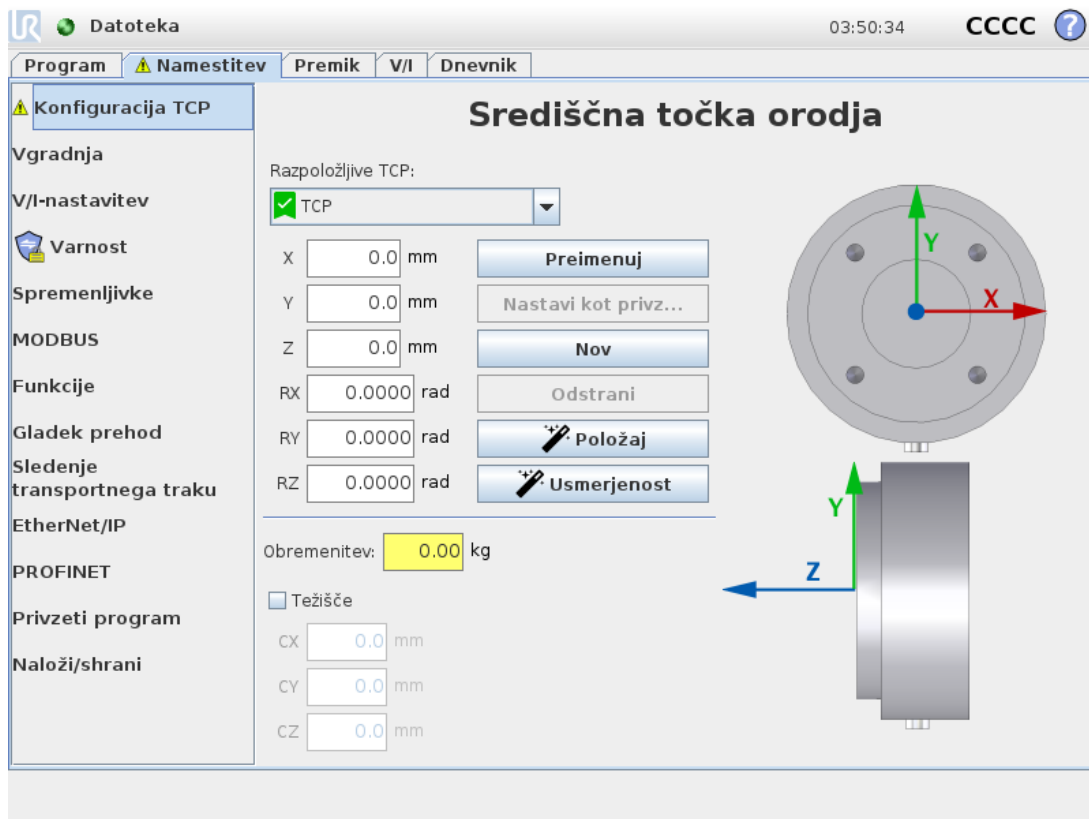 UR Datoteka 03:50:34 CCCC ?
Program Namestitev Premik V/I Dnevnik
Konfiguracija TCP
Vgradnja
V/I-nastavitev
Varnost
Spremenljivke
MODBUS
Funkcije
Gladek prehod
Sledenje
transportnega traku
EtherNet/IP
PROFINET
Privzeti program
Naloži/shrani
Središčna točka orodja
Razpoložljive TCP:
TCP
X 0.0 mm Preimenuj
Y 0.0 mm Nastavi kot privz...
Z 0.0 mm Nov
RX 0.0000 rad Odstrani
RY 0.0000 rad Položaj
RZ 0.0000 rad Usmerjenost
Obremenitev: 0.00 kg
Težišče
CX 0.0 mm
CY 0.0 mm
CZ 0.0 mm
Y
X
Y
Z